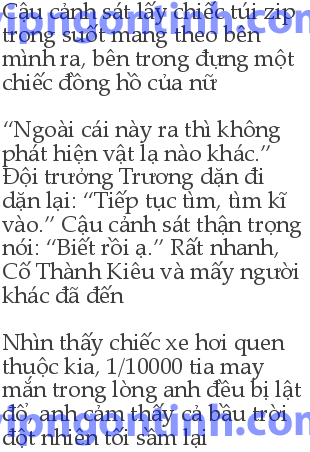 Cậu cảnh sát lấy chiếc túi zip
trong suốt mang theo bên
mình ra, bên trong đựng một
chiếc đồng hồ của nữ
“Ngoài cái này ra thì không
phát hiện vật lạ nào khác.”
Đội trưởng Trương dặn đi
dặn lại: “Tiếp tục tìm, tìm kĩ
vào.” Cậu cảnh sát thận trọng
nói: “Biết rồi ạ.” Rất nhanh,
Cố Thành Kiêu và mấy người
khác đã đến
Nhìn thấy chiếc xe hơi quen
thuộc kia, 1/10000 tia may
mắn trong lòng anh đều bị lật
đổ, anh cảm thấy cả bầu trời
đột nhiên tối sầm lại
vlongontinh.com